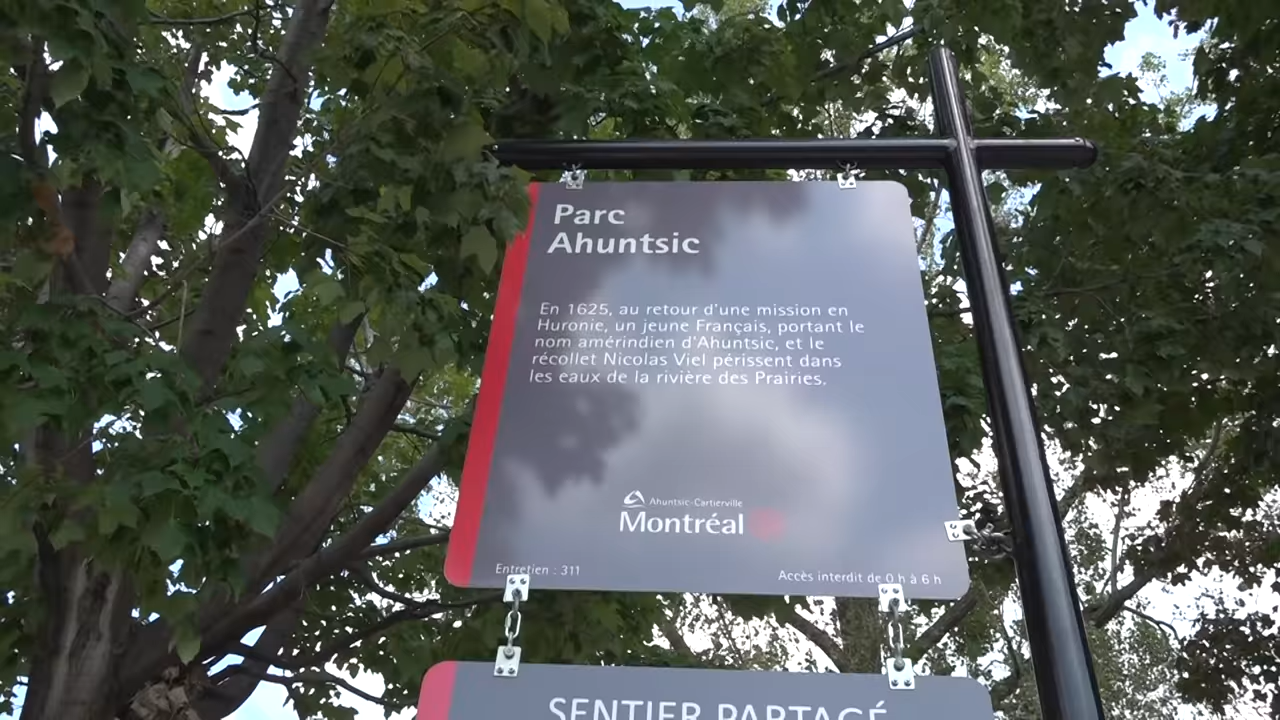 Parc
Ahuntsic
En 1625, au retour d'une mission en
Huronie, un jeune Français, portant le
nom amérindien d'Ahuntsic, et le
récollet Nicolas Viel périssent dans
les eaux de la rivière des Prairies.
Ahuntsic-Cartierville
Montréal
Entretien : 311
Accès interdit de 0 h à 6 h
SENTIER PARTAGÉ